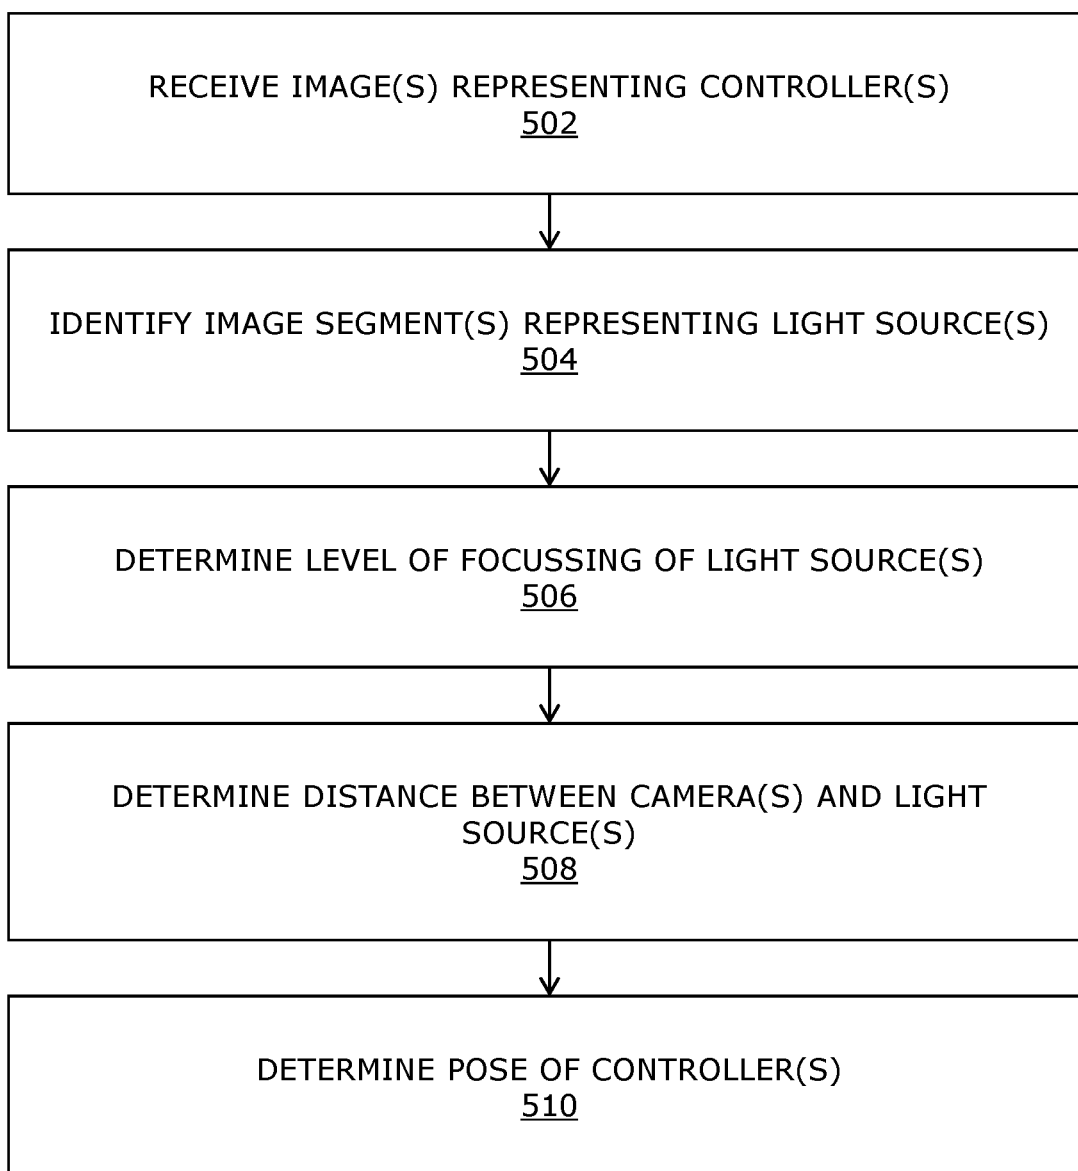 RECEIVE IMAGE(S) REPRESENTING CONTROLLER(S)
502
IDENTIFY IMAGE SEGMENT(S) REPRESENTING LIGHT SOURCE(S)
504
DETERMINE LEVEL OF FOCUSSING OF LIGHT SOURCE(S)
506
DETERMINE DISTANCE BETWEEN CAMERA(S) AND LIGHT
SOURCE(S)
508
DETERMINE POSE OF CONTROLLER(S)
510